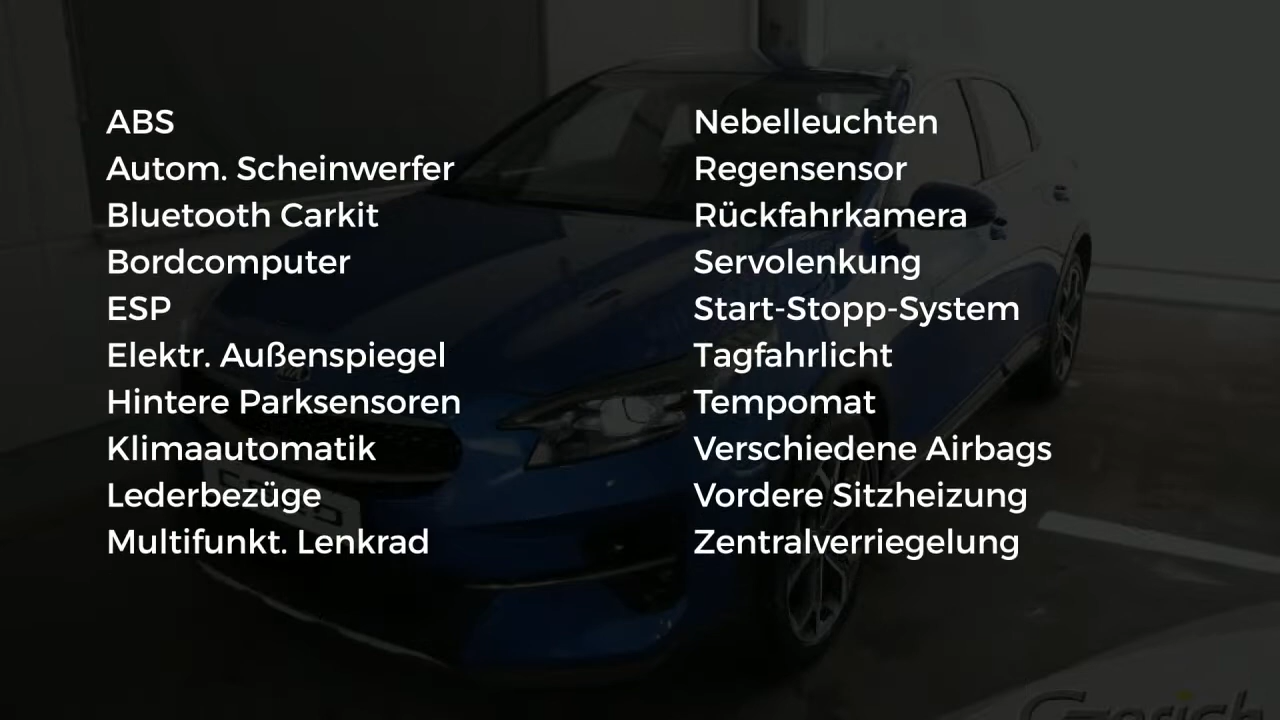 ABS
Autom. Scheinwerfer
Bluetooth Carkit
Bordcomputer
ESP
Elektr. Außenspiegel
Hintere Parksensoren
Klimaautomatik
Lederbezüge
Multifunkt. Lenkrad
Nebelleuchten
Regensensor
Rückfahrkamera
Servolenkung
Start-Stopp-System
Tagfahrlicht
Tempomat
Verschiedene Airbags
Vordere Sitzheizung
Zentralverriegelung